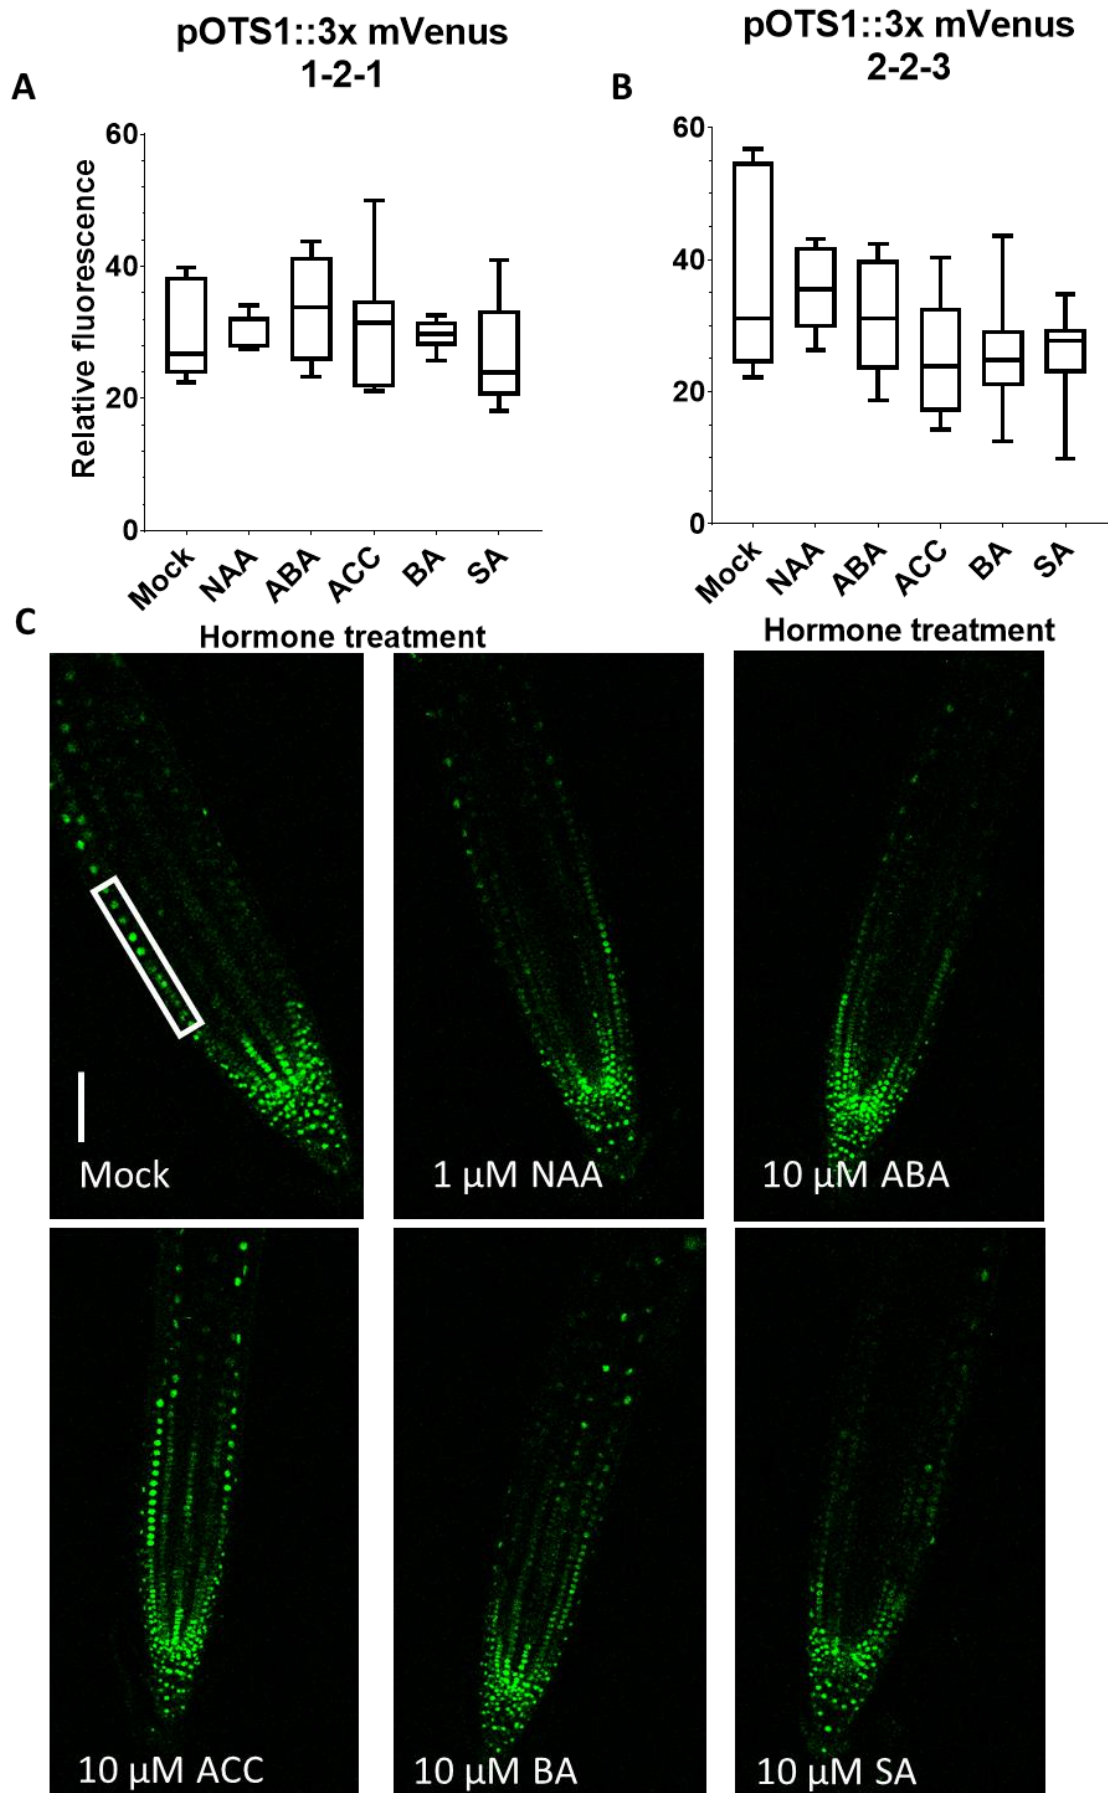 pOTS1::3x mVenus
1-2-1
pOTS1::3x mVenus
2-2-3
A
B
Relative fluorescence
60
40
20
0
Mock
NAA
ABA
ACC
BA
SA
Hormone treatment
60
40
20
0
Mock
NAA
ABA
ACC
BA
SA
Hormone treatment
C
Mock
1 µM NAA
10 µM ABA
10 µM ACC
10 µM BA
10 µM SA